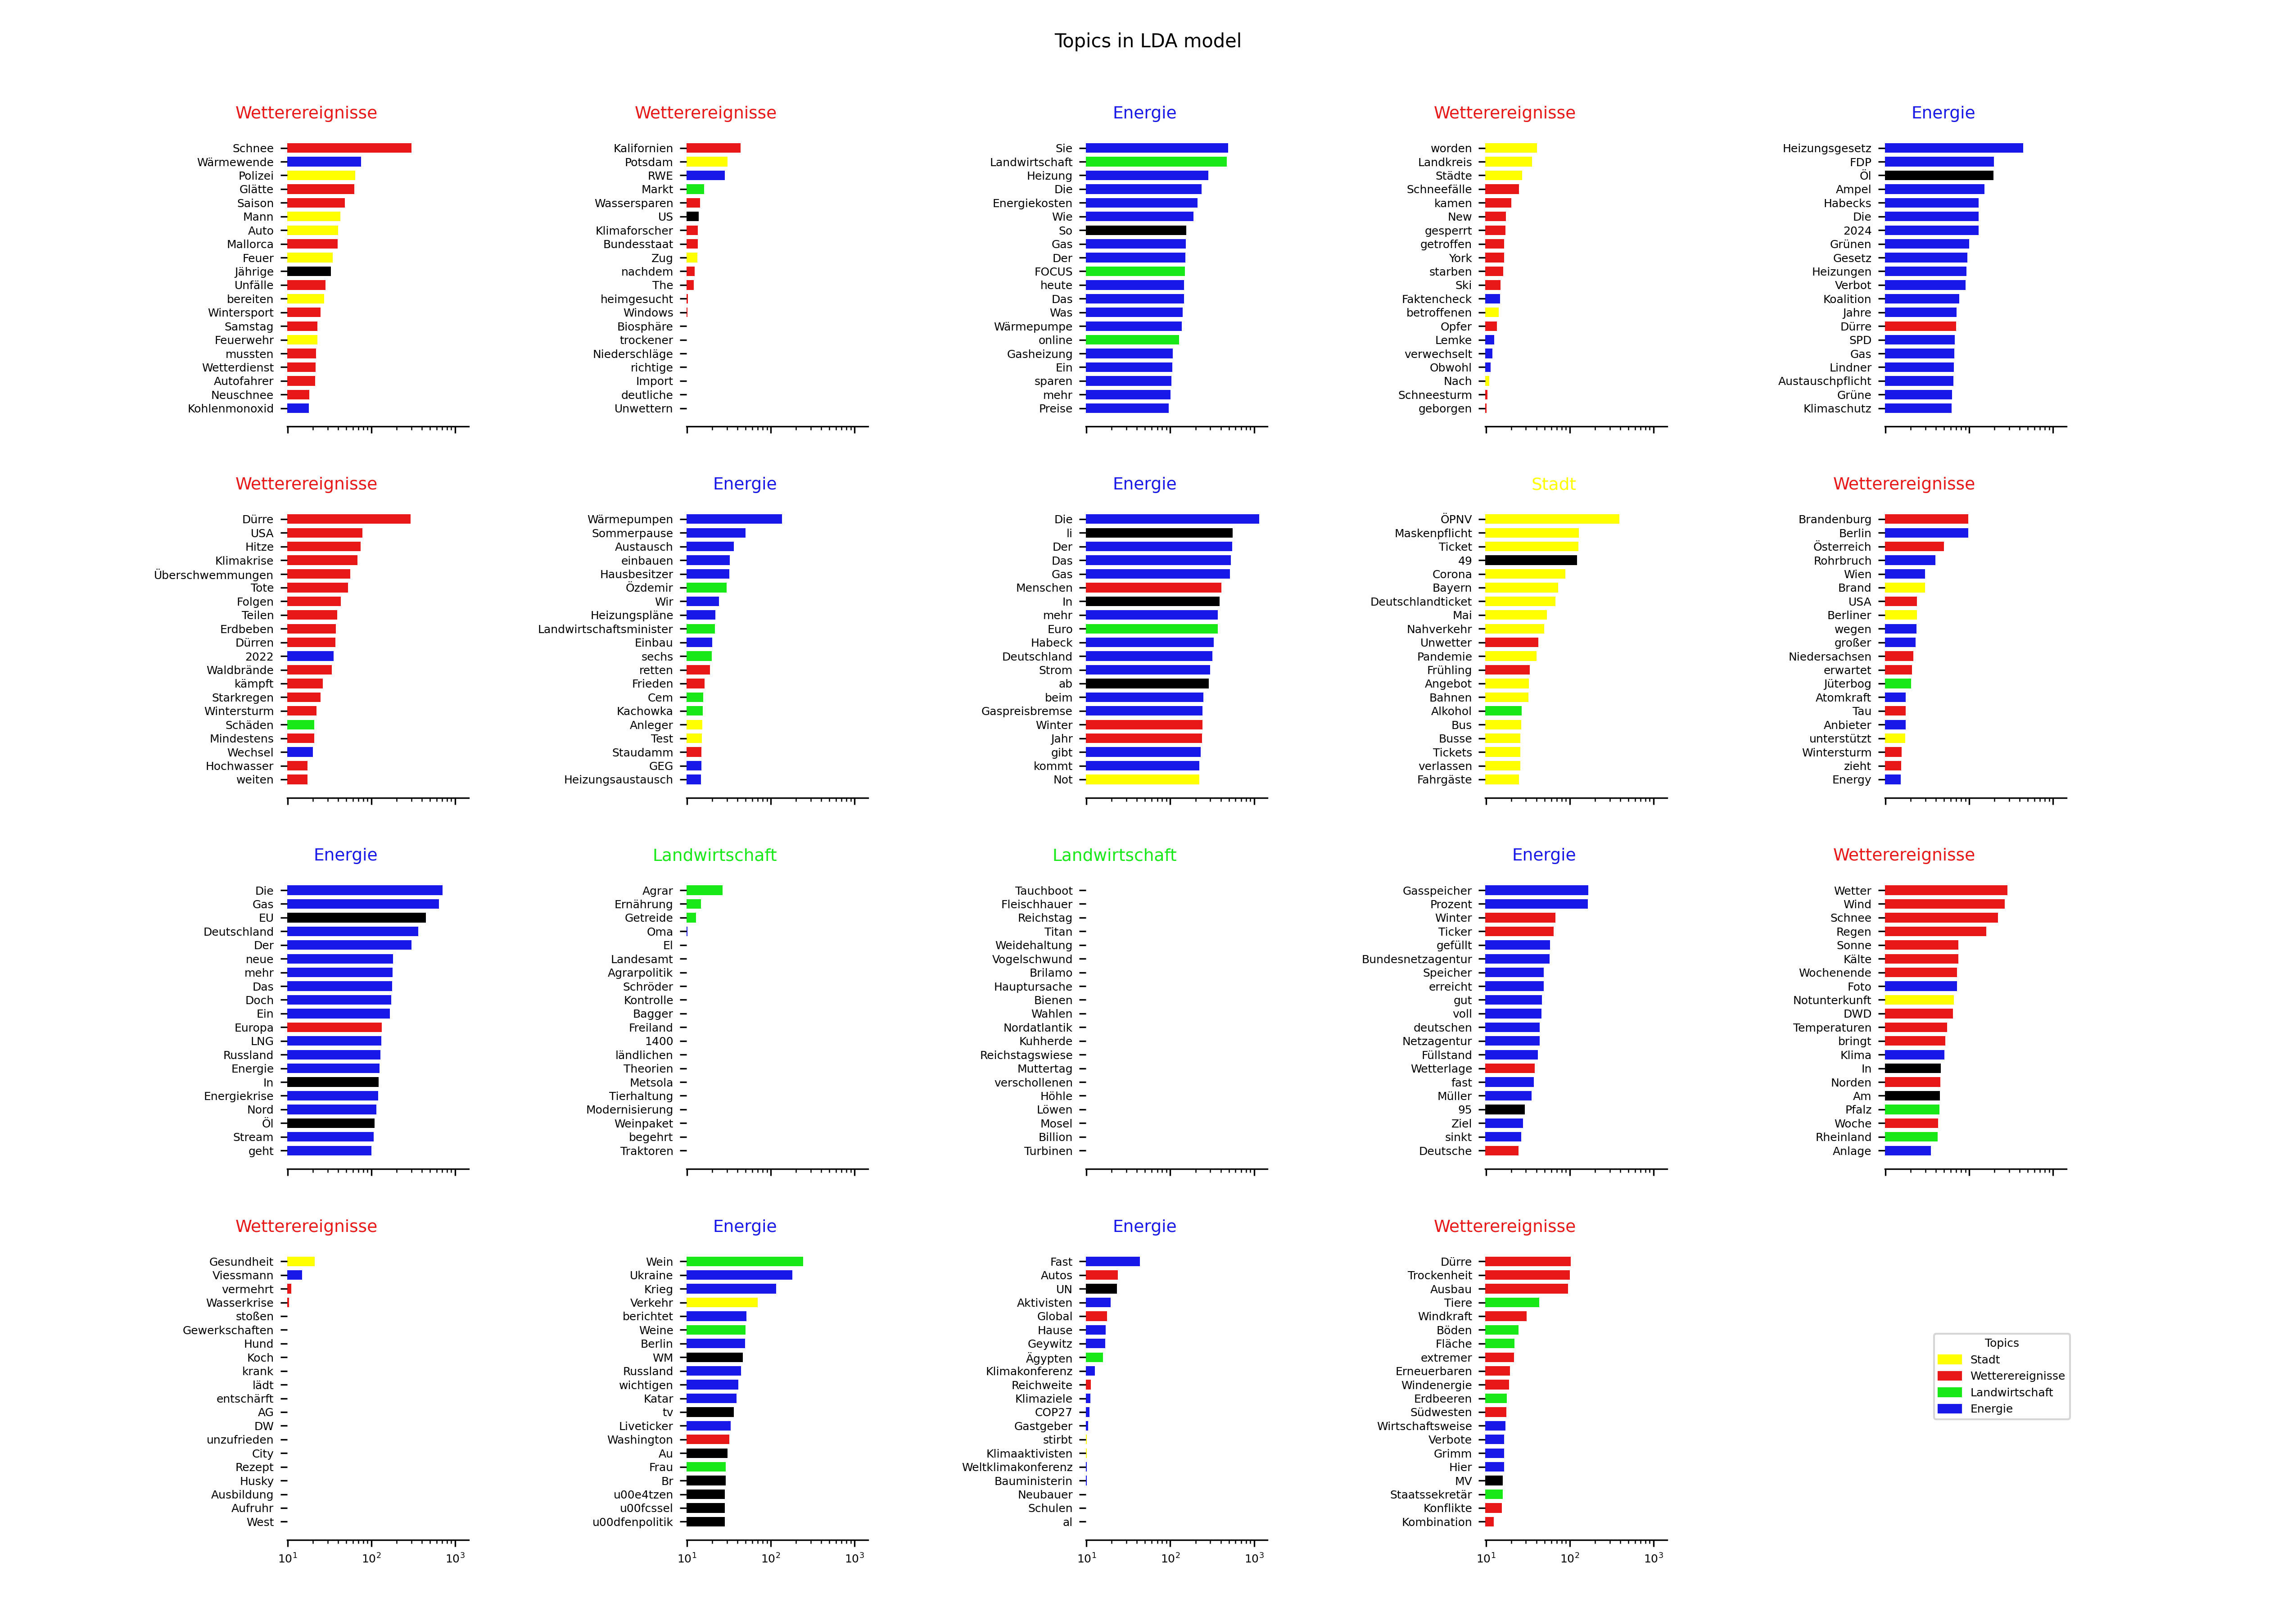 Topics in LDA model
Wetterereignisse
Schnee
Wärmewende
Polizei
Glätte
Saison
Mann
Auto
Mallorca
Feuer
Jährige
Unfälle
bereiten
Wintersport
Samstag
Feuerwehr
mussten
Wetterdienst
Autofahrer
Neuschnee
Kohlenmonoxid
Wetterereignisse
Kalifornien
Potsdam
RWE
Markt
Wassersparen
US
Klimaforscher
Bundesstaat
Zug
nachdem
The
heimgesucht
Windows
Biosphäre
trockener
Niederschläge
richtige
Import
deutliche
Unwettern
Energie
Sie
Landwirtschaft
Heizung
Die
Energiekosten
Wie
So
Gas
Der
FOCUS
heute
Das
Was
Wärmepumpe
online
Gasheizung
Ein
sparen
mehr
Preise
Wetterereignisse
worden
Landkreis
Städte
Schneefälle
kamen
New
gesperrt
getroffen
York
starben
Ski
Faktencheck
betroffenen
Opfer
Lemke
verwechselt
Obwohl
Nach
Schneesturm
geborgen
Energie
Heizungsgesetz
FDP
Öl
Ampel
Habecks
Die
2024
Grünen
Gesetz
Heizungen
Verbot
Koalition
Jahre
Dürre
SPD
Gas
Lindner
Austauschpflicht
Grüne
Klimaschutz
Wetterereignisse
Dürre
USA
Hitze
Klimakrise
Überschwemmungen
Tote
Folgen
Teilen
Erdbeben
Dürren
2022
Waldbrände
kämpft
Starkregen
Wintersturm
Schäden
Mindestens
Wechsel
Hochwasser
weiten
Energie
Wärmepumpen
Sommerpause
Austausch
einbauen
Hausbesitzer
Özdemir
Wir
Heizungspläne
Landwirtschaftsminister
Einbau
sechs
retten
Frieden
Cem
Kachowka
Anleger
Test
Staudamm
GEG
Heizungsaustausch
Energie
Die
li
Der
Das
Gas
Menschen
In
mehr
Euro
Habeck
Deutschland
Strom
ab
beim
Gaspreisbremse
Winter
Jahr
gibt
kommt
Not
Stadt
ÖPNV
Maskenpflicht
Ticket
49
Corona
Bayern
Deutschlandticket
Mai
Nahverkehr
Unwetter
Pandemie
Frühling
Angebot
Bahnen
Alkohol
Bus
Busse
Tickets
verlassen
Fahrgäste
Wetterereignisse
Brandenburg
Berlin
Österreich
Rohrbruch
Wien
Brand
USA
Berliner
wegen
großer
Niedersachsen
erwartet
Jüterbog
Atomkraft
Tau
Anbieter
unterstützt
Wintersturm
zieht
Energy
Energie
Die
Gas
EU
Deutschland
Der
neue
mehr
Das
Doch
Ein
Europa
LNG
Russland
Energie
In
Energiekrise
Nord
Öl
Stream
geht
Landwirtschaft
Agrar
Ernährung
Getreide
Oma
El
Landesamt
Agrarpolitik
Schröder
Kontrolle
Bagger
Freiland
1400
ländlichen
Theorien
Metsola
Tierhaltung
Modernisierung
Weinpaket
begehrt
Traktoren
Landwirtschaft
Tauchboot
Fleischhauer
Reichstag
Titan
Weidehaltung
Vogelschwund
Brilamo
Hauptursache
Bienen
Wahlen
Nordatlantik
Kuhherde
Reichstagswiese
Muttertag
verschollenen
Höhle
Löwen
Mosel
Billion
Turbinen
Energie
Gasspeicher
Prozent
Winter
Ticker
gefüllt
Bundesnetzagentur
Speicher
erreicht
gut
voll
deutschen
Netzagentur
Füllstand
Wetterlage
fast
Müller
95
Ziel
sinkt
Deutsche
Wetterereignisse
Wetter
Wind
Schnee
Regen
Sonne
Kälte
Wochenende
Foto
Notunterkunft
DWD
Temperaturen
bringt
Klima
In
Norden
Am
Pfalz
Woche
Rheinland
Anlage
Wetterereignisse
Gesundheit
Viessmann
vermehrt
Wasserkrise
stoßen
Gewerkschaften
Hund
Koch
krank
lädt
entschärft
AG
DW
unzufrieden
City
Rezept
Husky
Ausbildung
Aufruhr
West
10¹ 10² 10³
Energie
Wein
Ukraine
Krieg
Verkehr
berichtet
Weine
Berlin
WM
Russland
wichtigen
Katar
tv
Liveticker
Washington
Au
Frau
Br
u00e4tzen
u00fcssel
u00dfenpolitik
10¹ 10² 10³
Energie
Fast
Autos
UN
Aktivisten
Global
Hause
Geywitz
Ägypten
Klimakonferenz
Reichweite
Klimaziele
COP27
Gastgeber
stirbt
Klimaaktivisten
Weltklimakonferenz
Bauministerin
Neubauer
Schulen
al
10¹ 10² 10³
Wetterereignisse
Dürre
Trockenheit
Ausbau
Tiere
Windkraft
Böden
Fläche
extremer
Erneuerbaren
Windenergie
Erdbeeren
Südwesten
Wirtschaftsweise
Verbote
Grimm
Hier
MV
Staatssekretär
Konflikte
Kombination
10¹ 10² 10³
Topics
Stadt
Wetterereignisse
Landwirtschaft
Energie